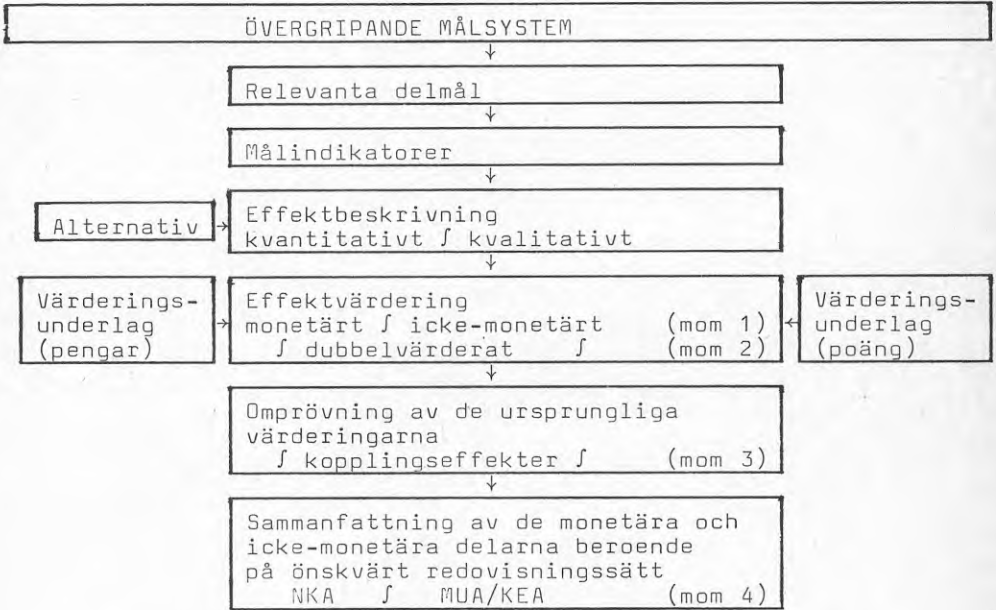 ÖVERGRIPANDE MÅLSYSTEM
↓
Relevanta delmål
↓
Målindikatorer
↓
Alternativ →
Effektbeskrivning
kvantitativt ∫ kvalitativt
↓
Värderings-
underlag
(pengar)
→
Effektvärdering
monetärt ∫ icke-monetärt (mom 1)
∫ dubbelvärderat ∫ (mom 2)
←
Värderings-
underlag
(poäng)
↓
Omprövning av de ursprungliga
värderingarna
∫ kopplingseffekter ∫ (mom 3)
↓
Sammanfattning av de monetära och
icke-monetära delarna beroende
på önskvärt redovisningssätt
NKA ∫ MUA/KEA (mom 4)